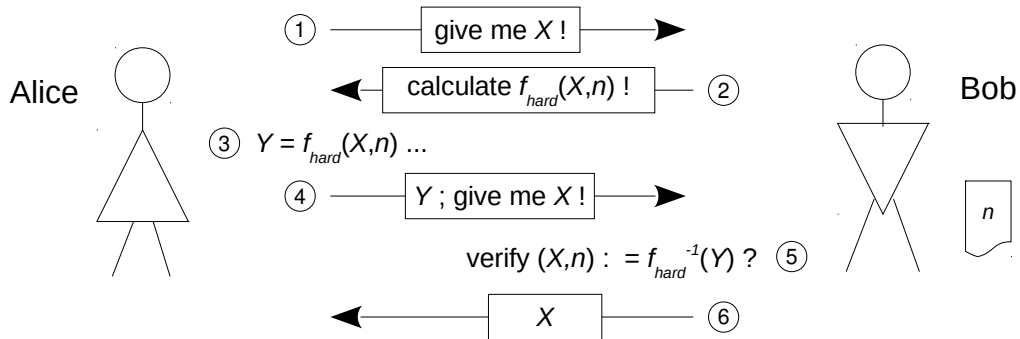 ① give me X !
Alice
calculate f_hard(X,n) ! ②
Bob
③ Y = f_hard(X,n) ...
④ Y ; give me X !
n
verify (X,n) : = f_hard^-1(Y) ? ⑤
X ⑥